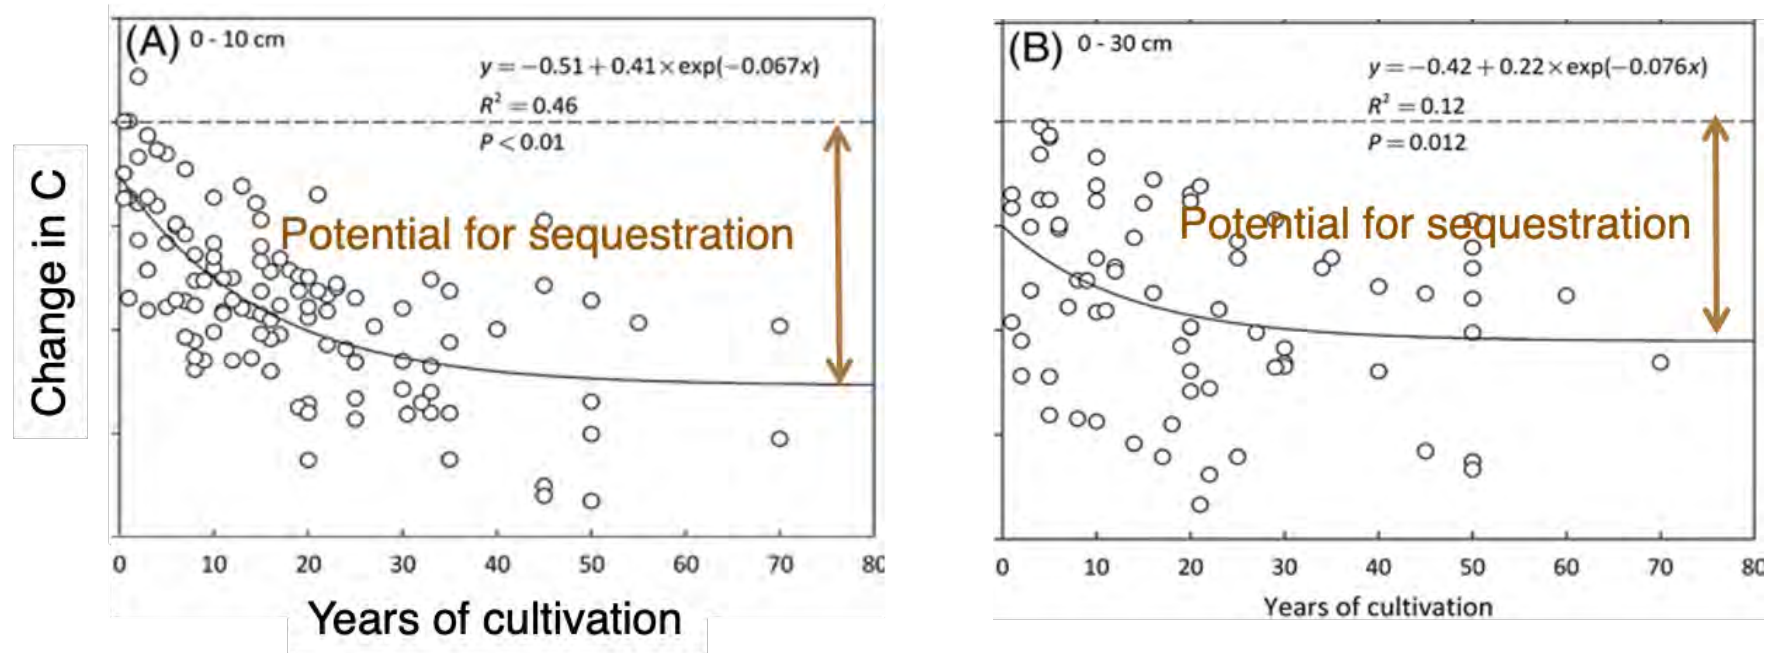 (A) 0 - 10 cm
y = −0.51 + 0.41 × exp(−0.067x)
R² = 0.46
P < 0.01
Potential for sequestration
Change in C
0 10 20 30 40 50 60 70 80
Years of cultivation
(B) 0 - 30 cm
y = −0.42 + 0.22 × exp(−0.076x)
R² = 0.12
P = 0.012
Potential for sequestration
0 10 20 30 40 50 60 70 80
Years of cultivation